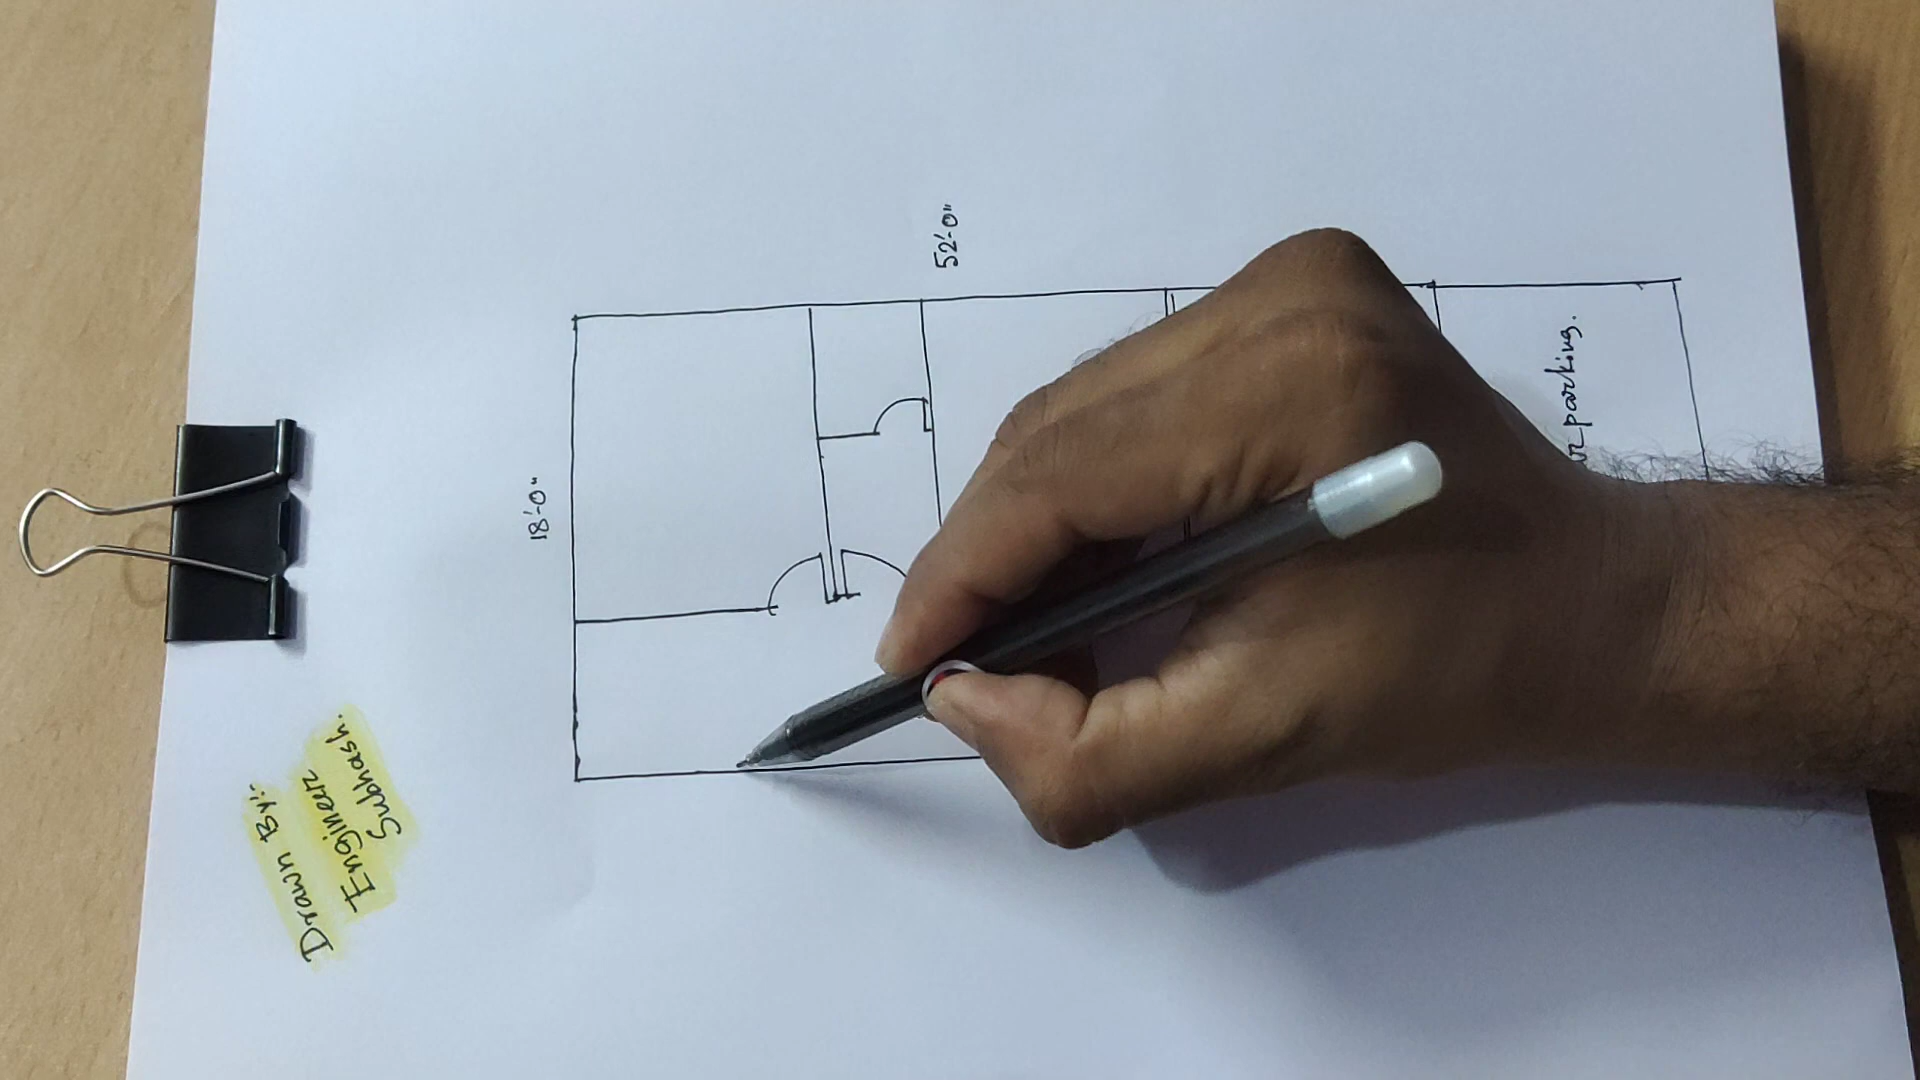 Drawn By:-
Engineer
Subhash.
18'-0"
52'-0"
parking.